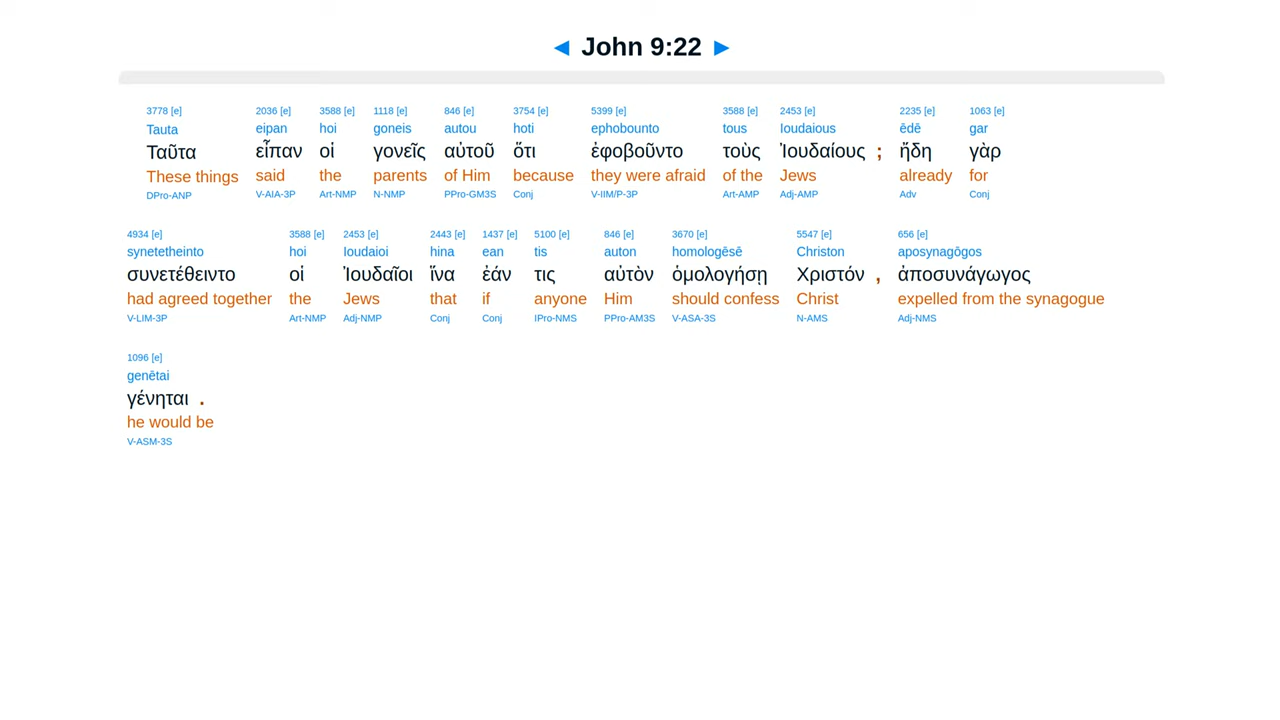 ◄ John 9:22 ►
3778 [e] 2036 [e] 3588 [e] 1118 [e] 846 [e] 3754 [e] 5399 [e] 3588 [e] 2453 [e] 2235 [e] 1063 [e]
Tauta eipan hoi goneis autou hoti ephobounto tous Ioudaious ēdē gar
Ταῦτα εἶπαν οἱ γονεῖς αὐτοῦ ὅτι ἐφοβοῦντο τοὺς Ἰουδαίους ; ἤδη γὰρ
These things said the parents of Him because they were afraid of the Jews already for
DPro-ANP V-AIA-3P Art-NMP N-NMP PPro-GM3S Conj V-IIM/P-3P Art-AMP Adj-AMP Adv Conj
4934 [e] 3588 [e] 2453 [e] 2443 [e] 1437 [e] 5100 [e] 846 [e] 3670 [e] 5547 [e] 656 [e]
synetetheinto hoi Ioudaioi hina ean tis auton homologēsē Christon aposynagōgos
συνετέθειντο οἱ Ἰουδαῖοι ἵνα ἐάν τις αὐτὸν ὁμολογήσῃ Χριστόν , ἀποσυνάγωγος
had agreed together the Jews that if anyone Him should confess Christ expelled from the synagogue
V-LIM-3P Art-NMP Adj-NMP Conj Conj IPro-NMS PPro-AM3S V-ASA-3S N-AMS Adj-NMS
1096 [e]
genētai
γένηται .
he would be
V-ASM-3S